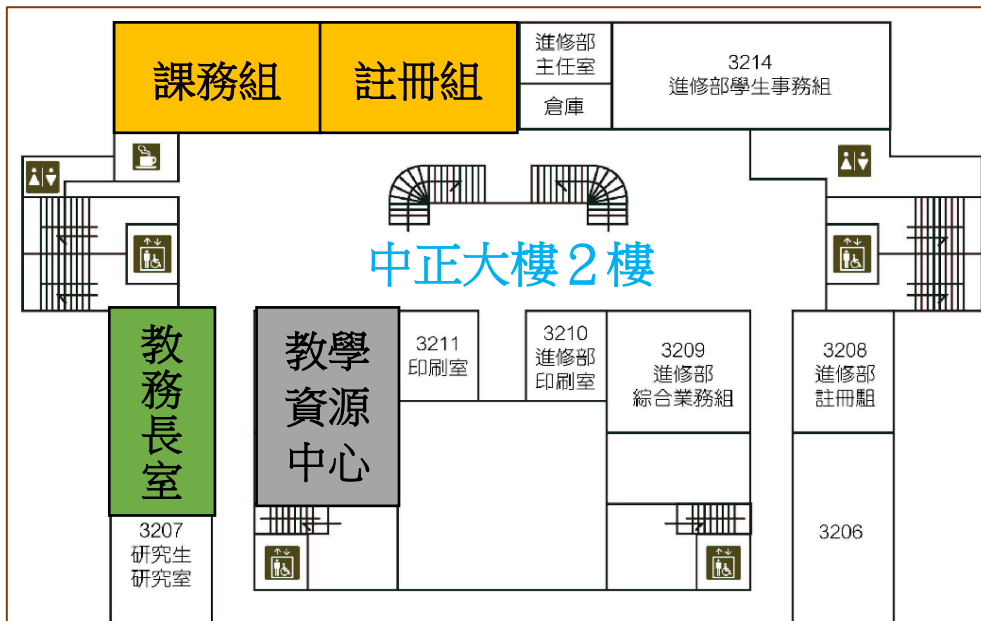 課務組
註冊組
進修部
主任室
倉庫
3214
進修部學生事務組
中正大樓２樓
教
務
長
室
教學
資源
中心
3211
印刷室
3210
進修部
印刷室
3209
進修部
綜合業務組
3208
進修部
註冊駔
3207
研究生
研究室
3206